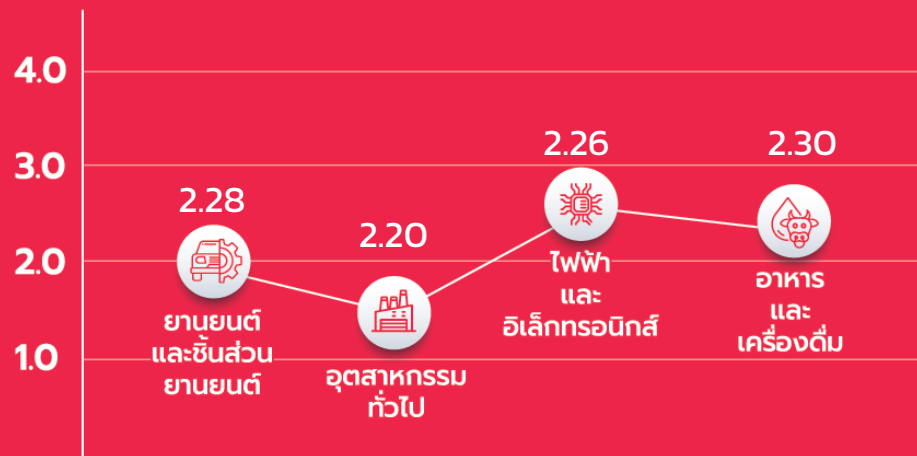 4.0
3.0
2.0
1.0
2.28
ยานยนต์
และชิ้นส่วน
ยานยนต์
2.20
อุตสาหกรรม
ทั่วไป
2.26
ไฟฟ้า
และ
อิเล็กทรอนิกส์
2.30
อาหาร
และ
เครื่องดื่ม